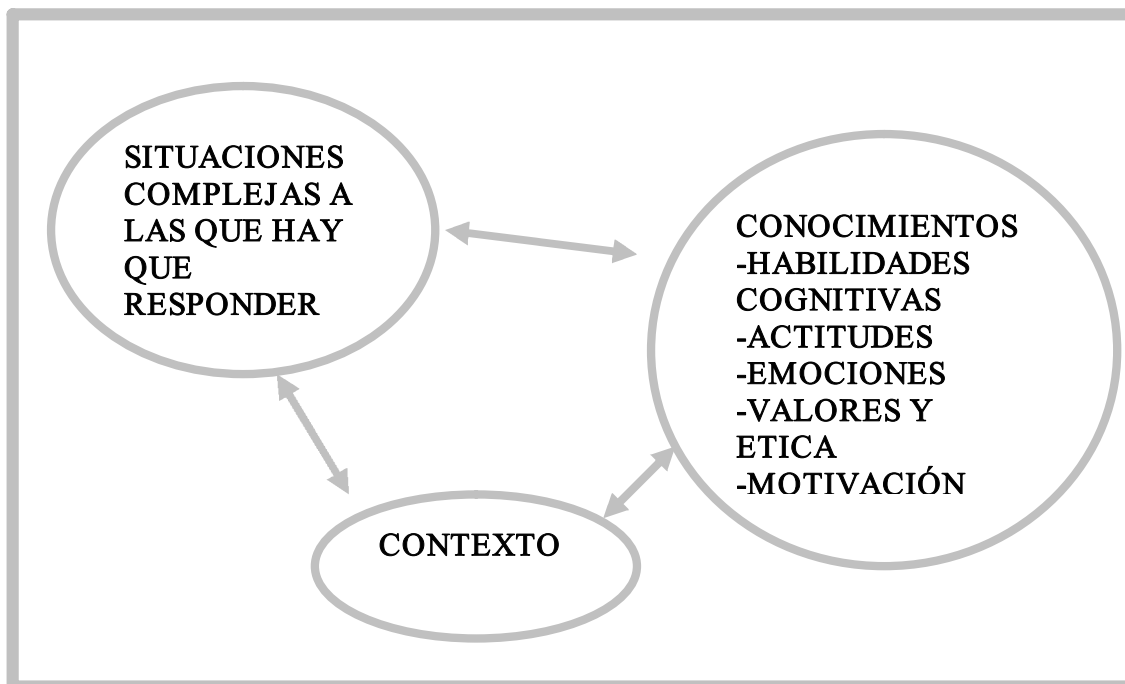 SITUACIONES
COMPLEJAS A
LAS QUE HAY
QUE
RESPONDER
CONOCIMIENTOS
-HABILIDADES
COGNITIVAS
-ACTITUDES
-EMOCIONES
-VALORES Y
ETICA
-MOTIVACIÓN
CONTEXTO